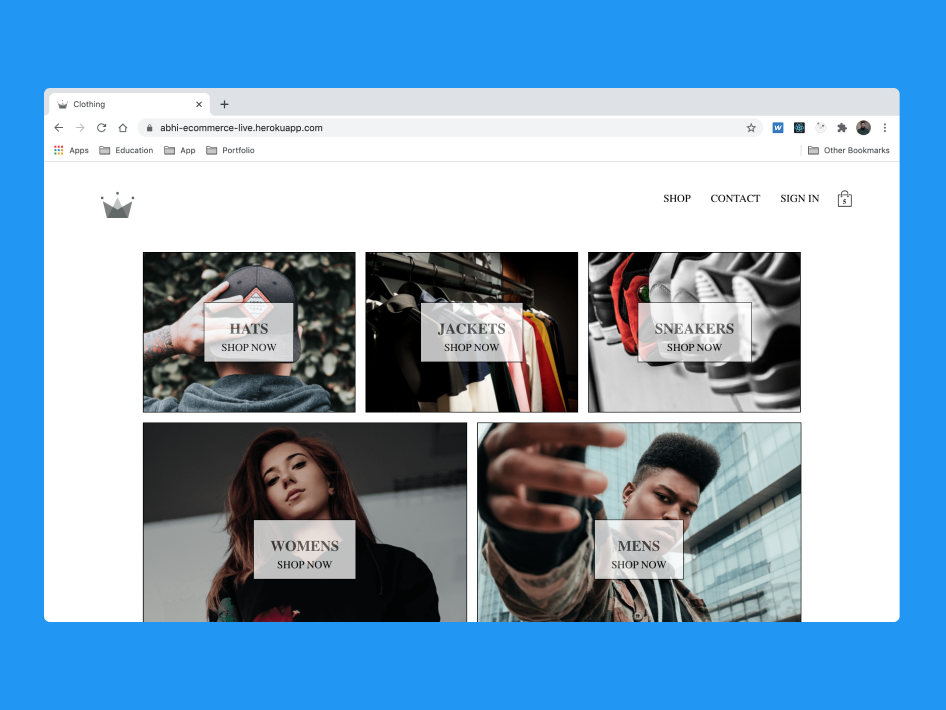 Clothing
abhi-ecommerce-live.herokuapp.com
Apps Education App Portfolio Other Bookmarks
SHOP CONTACT SIGN IN 5
HATS
SHOP NOW
JACKETS
SHOP NOW
SNEAKERS
SHOP NOW
WOMENS
SHOP NOW
MENS
SHOP NOW